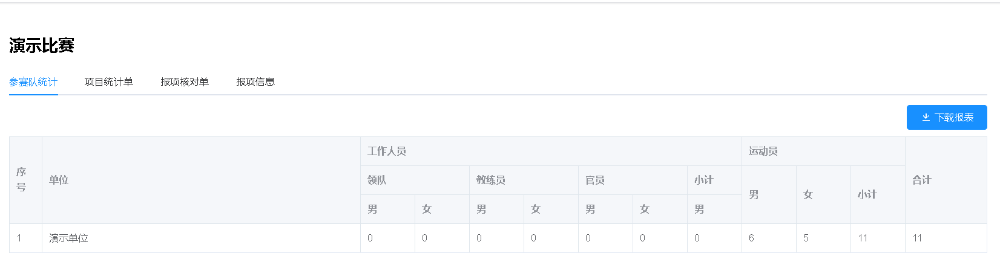 演示比赛
参赛队统计 项目统计单 报项核对单 报项信息
下载报表
序号 单位 工作人员 运动员 合计
领队 教练员 官员 小计 男 女 小计
男 女 男 女 男 女 男
1 演示单位 0 0 0 0 0 0 0 6 5 11 11